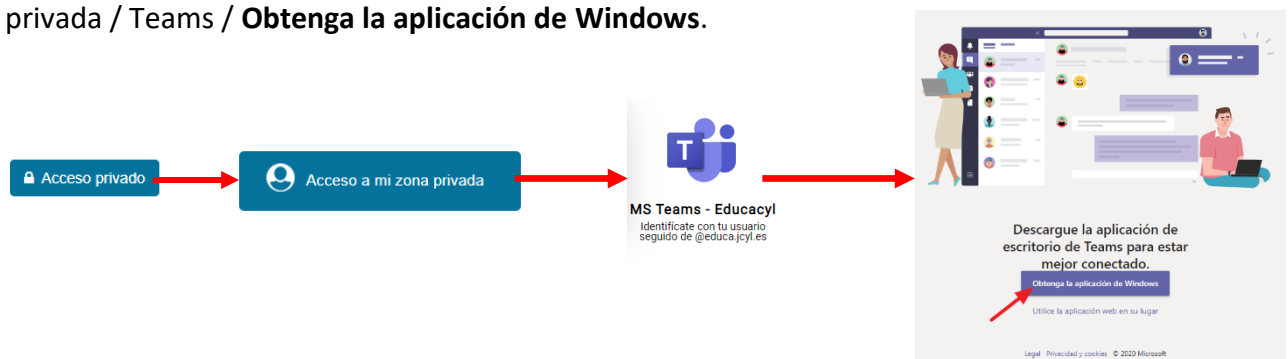 privada / Teams / Obtenga la aplicación de Windows.
Acceso privado
Acceso a mi zona privada
T
MS Teams - Educacyl
Identifícate con tu usuario
seguido de @educa.jcyl.es
Descargue la aplicación de
escritorio de Teams para estar
mejor conectado.
Obtenga la aplicación de Windows
Utilice la aplicación web en su lugar
Legal Privacidad y cookies © 2020 Microsoft